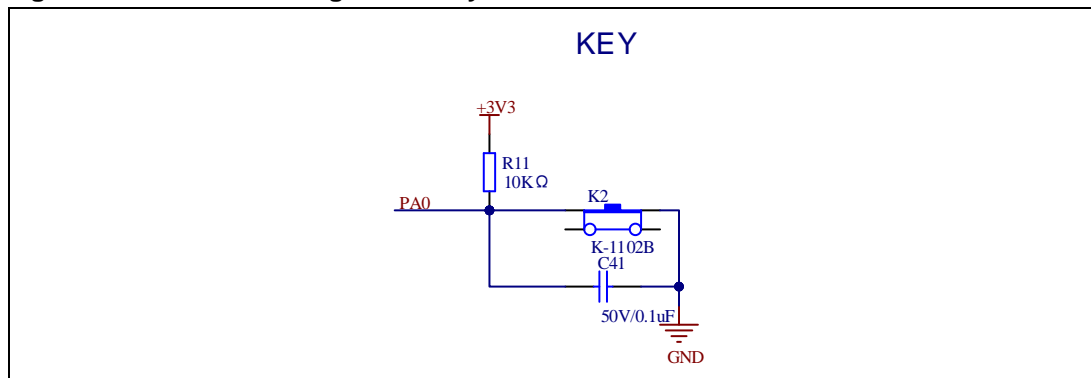 KEY
+3V3
R11
10KΩ
PA0
K2
K-1102B
C41
50V/0.1uF
GND